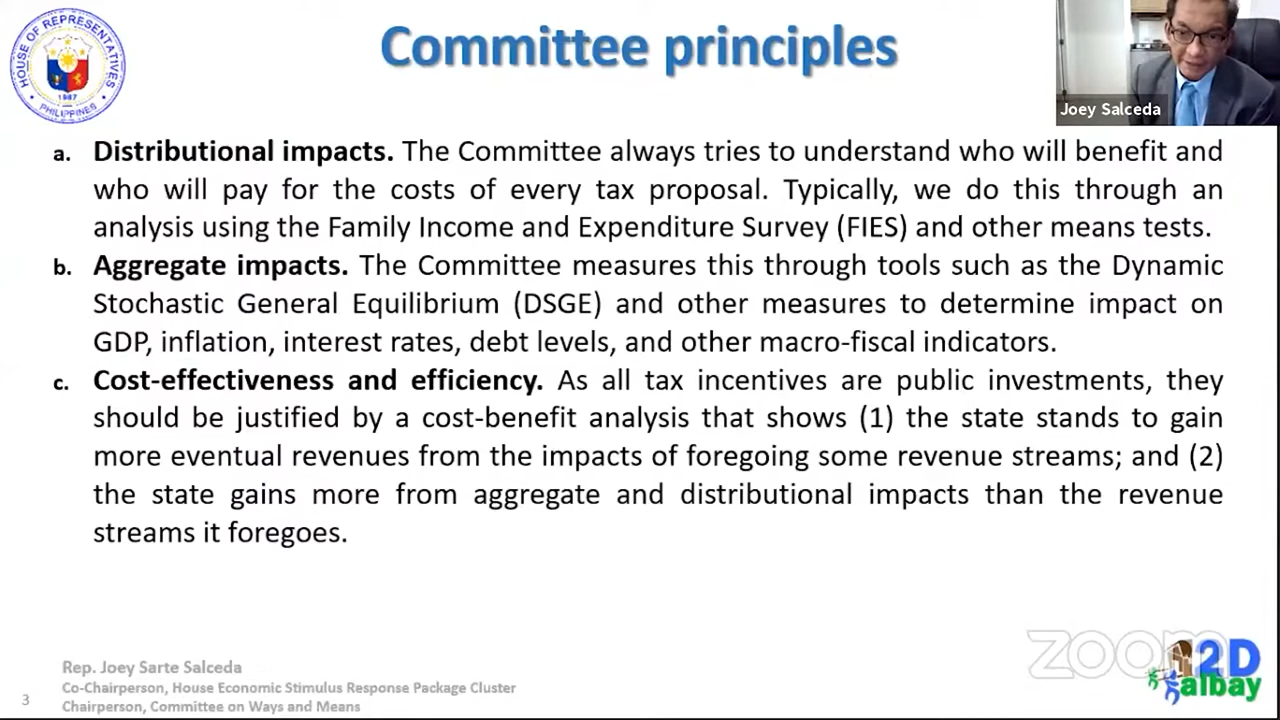 HOUSE OF REPRESENTATIVES
1987
PHILIPPINES
Committee principles
Joey Salceda
a. Distributional impacts. The Committee always tries to understand who will benefit and
who will pay for the costs of every tax proposal. Typically, we do this through an
analysis using the Family Income and Expenditure Survey (FIES) and other means tests.
b. Aggregate impacts. The Committee measures this through tools such as the Dynamic
Stochastic General Equilibrium (DSGE) and other measures to determine impact on
GDP, inflation, interest rates, debt levels, and other macro-fiscal indicators.
c. Cost-effectiveness and efficiency. As all tax incentives are public investments, they
should be justified by a cost-benefit analysis that shows (1) the state stands to gain
more eventual revenues from the impacts of foregoing some revenue streams; and (2)
the state gains more from aggregate and distributional impacts than the revenue
streams it foregoes.
Rep. Joey Sarte Salceda
Co-Chairperson, House Economic Stimulus Response Package Cluster
3 Chairperson, Committee on Ways and Means
zoom
2D
albay